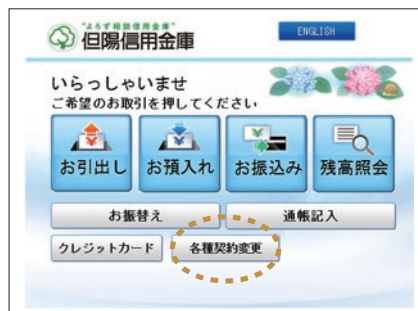 "よろず相談信用金庫"
但陽信用金庫
ENGLISH
いらっしゃいませ
ご希望のお取引を押してください
お引出し
お預入れ
お振込み
残高照会
お振替え
通帳記入
クレジットカード
各種契約変更